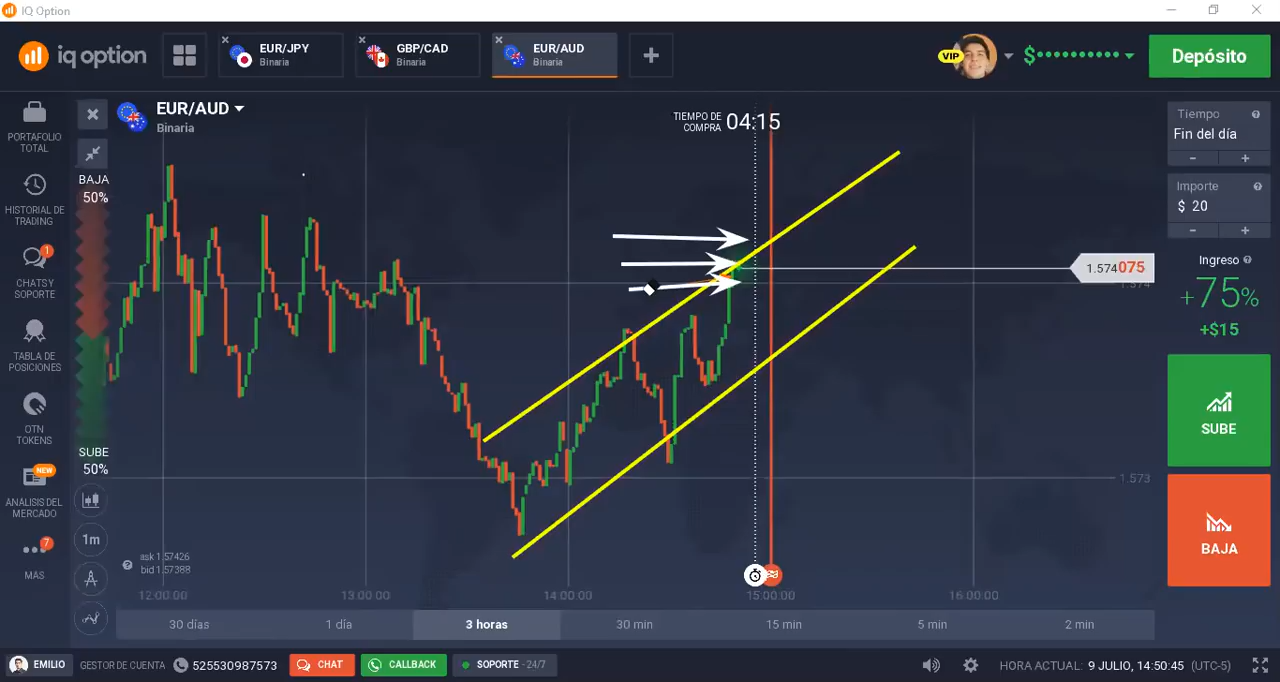 IQ Option
iq option
EUR/JPY
Binaria
GBP/CAD
Binaria
EUR/AUD
Binaria
VIP
$
Depósito
PORTAFOLIO
TOTAL
HISTORIAL DE
TRADING
1
CHATS Y
SOPORTE
TABLA DE
POSICIONES
OTN
TOKENS
NEW
ANÁLISIS DEL
MERCADO
7
MÁS
EUR/AUD
Binaria
BAJA
50%
SUBE
50%
1m
TIEMPO DE
COMPRA
04:15
1.574075
1.574
1.573
ask 1.57426
bid 1.57388
12:00:00
13:00:00
14:00:00
15:00:00
16:00:00
30 días
1 día
3 horas
30 min
15 min
5 min
2 min
Tiempo
Fin del día
-
+
Importe
$ 20
-
+
Ingreso
+75%
+$15
SUBE
BAJA
EMILIO
GESTOR DE CUENTA
525530987573
CHAT
CALLBACK
SOPORTE - 24/7
HORA ACTUAL: 9 JULIO, 14:50:45 (UTC-5)